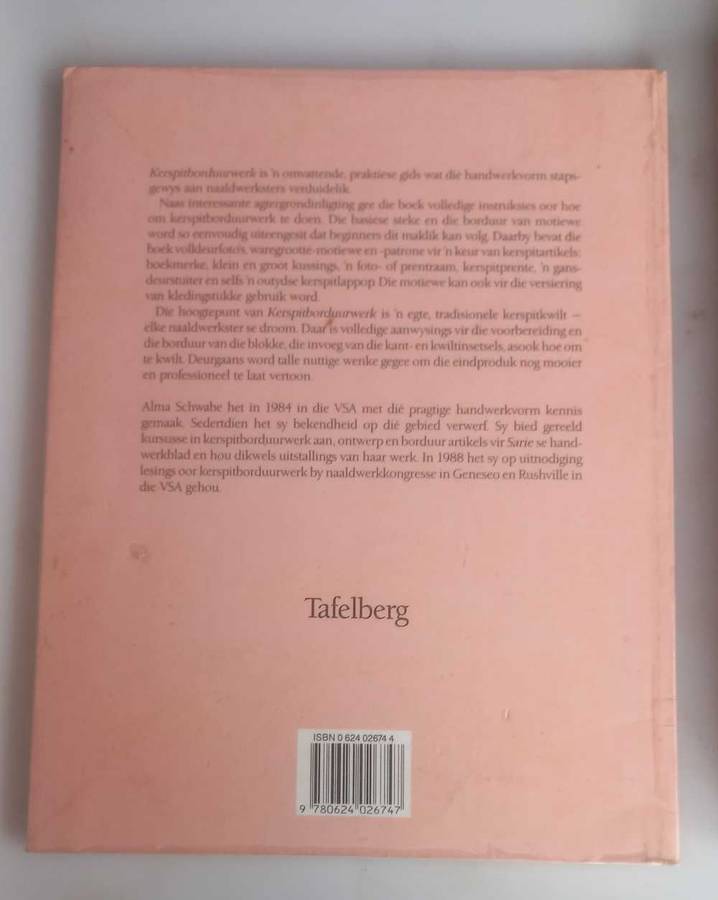 Kerspitborduurwerk is 'n omvattende, praktiese gids wat die handwerkvorm staps-
gewys aan naaldwerksters verduidelik.
Naas interessante agtergrondinligting gee die boek volledige instruksies oor hoe
om kerspitborduurwerk te doen. Die basiese steke en die borduur van motiewe
word so eenvoudig uiteengesit dat beginners dit maklik kan volg. Daarby bevat die
boek volkleurfoto's, waregrootte-motiewe en -patrone vir 'n keur van kerspitartikels:
boekmerke, klein en groot kussings, 'n foto- of prentraam, kerspitprente, 'n gans-
deurstuiter en selfs 'n outydse kerspitlappop. Die motiewe kan ook vir die versiering
van kledingstukke gebruik word.
Die hoogtepunt van Kerspitborduurwerk is 'n egte, tradisionele kerspitkwilt –
elke naaldwerkster se droom. Daar is volledige aanwysings vir die voorbereiding en
die borduur van die blokke, die invoeg van die kant- en kwiltinsetsels, asook hoe om
te kwilt. Deurgaans word talle nuttige wenke gegee om die eindproduk nog mooier
en professioneel te laat vertoon.
Alma Schwabe het in 1984 in die VSA met dié pragtige handwerkvorm kennis
gemaak. Sedertdien het sy bekendheid op dié gebied verwerf. Sy bied gereeld
kursusse in kerspitborduurwerk aan, ontwerp en borduur artikels vir Sarie se hand-
werkblad en hou dikwels uitstallings van haar werk. In 1988 het sy op uitnodiging
lesings oor kerspitborduurwerk by naaldwerkkongresse in Geneseo en Rushville in
die VSA gehou.
Tafelberg
ISBN 0 624 02674 4
9 780624 026747